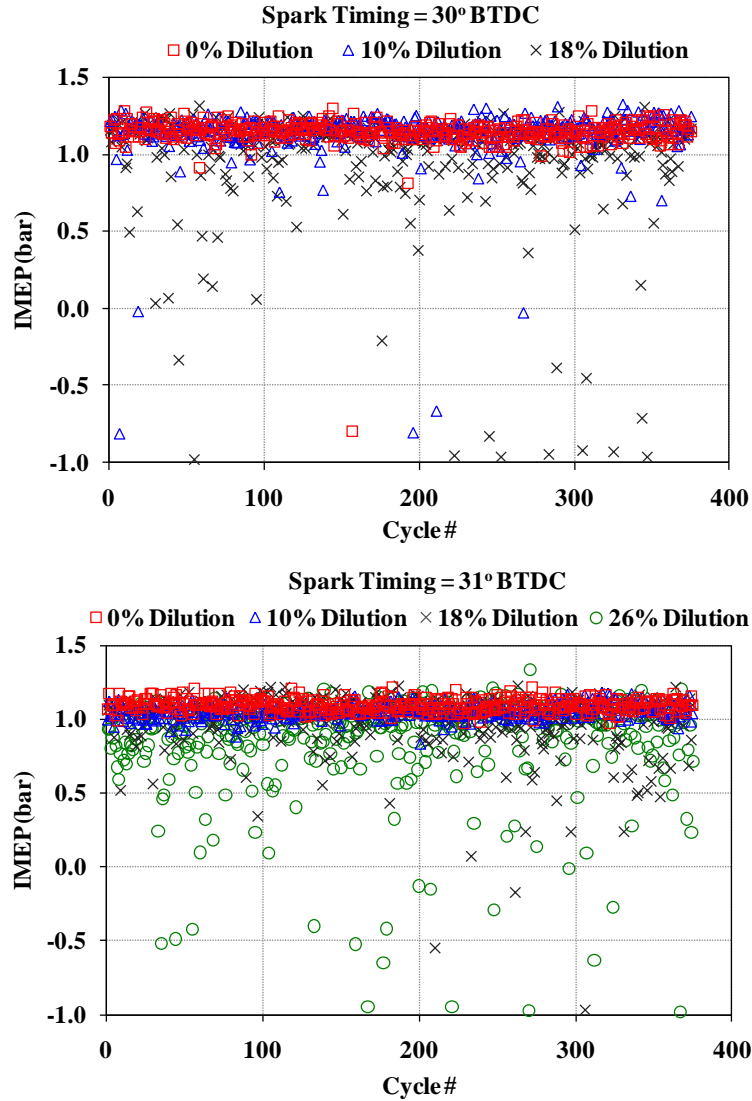 Spark Timing = 30° BTDC
0% Dilution 10% Dilution 18% Dilution
1.5
1.0
0.5
0.0
-0.5
-1.0
IMEP(bar)
0 100 200 300 400
Cycle#
Spark Timing = 31° BTDC
0% Dilution 10% Dilution 18% Dilution 26% Dilution
1.5
1.0
0.5
0.0
-0.5
-1.0
IMEP(bar)
0 100 200 300 400
Cycle#